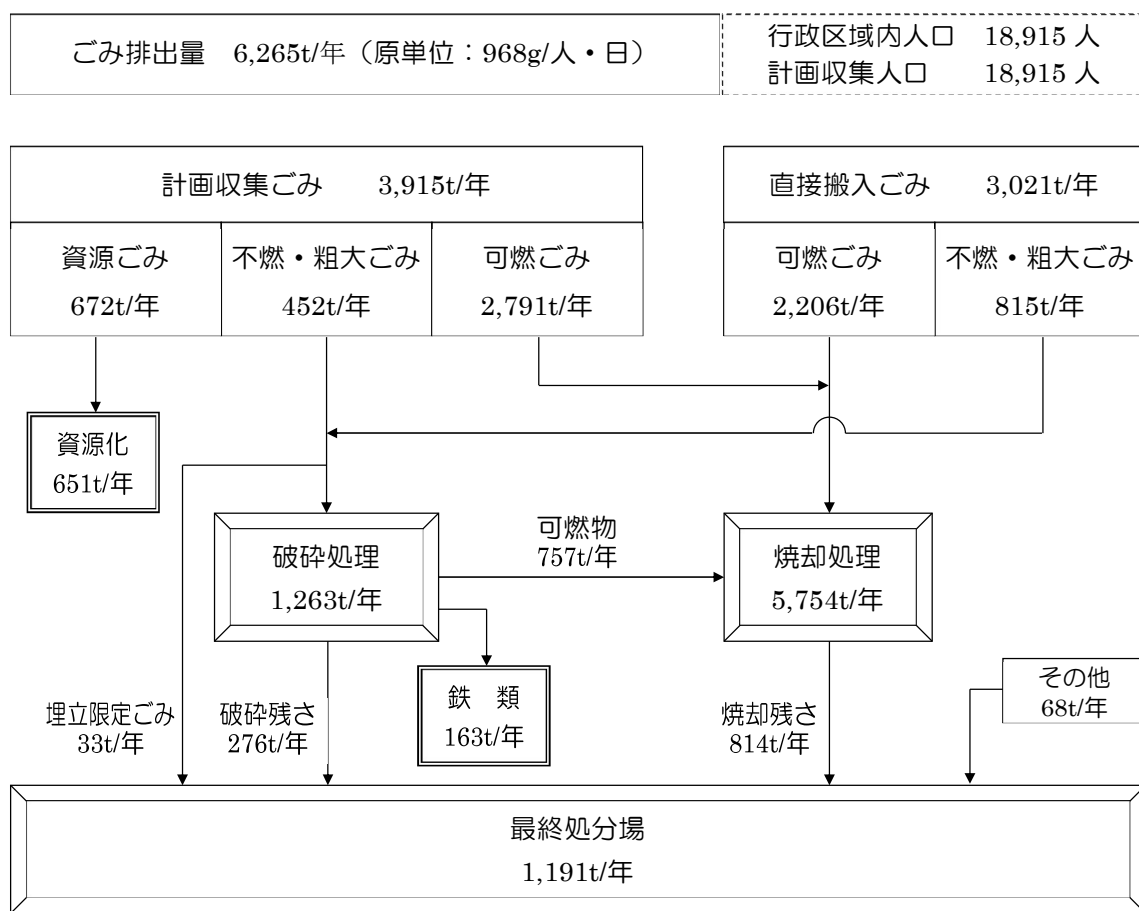 ごみ排出量　6,265t/年（原単位：968g/人・日）
行政区域内人口　18,915 人
計画収集人口　18,915 人
計画収集ごみ　3,915t/年
直接搬入ごみ　3,021t/年
資源ごみ
672t/年
不燃・粗大ごみ
452t/年
可燃ごみ
2,791t/年
可燃ごみ
2,206t/年
不燃・粗大ごみ
815t/年
資源化
651t/年
破砕処理
1,263t/年
可燃物
757t/年
焼却処理
5,754t/年
埋立限定ごみ
33t/年
破砕残さ
276t/年
鉄　類
163t/年
焼却残さ
814t/年
その他
68t/年
最終処分場
1,191t/年